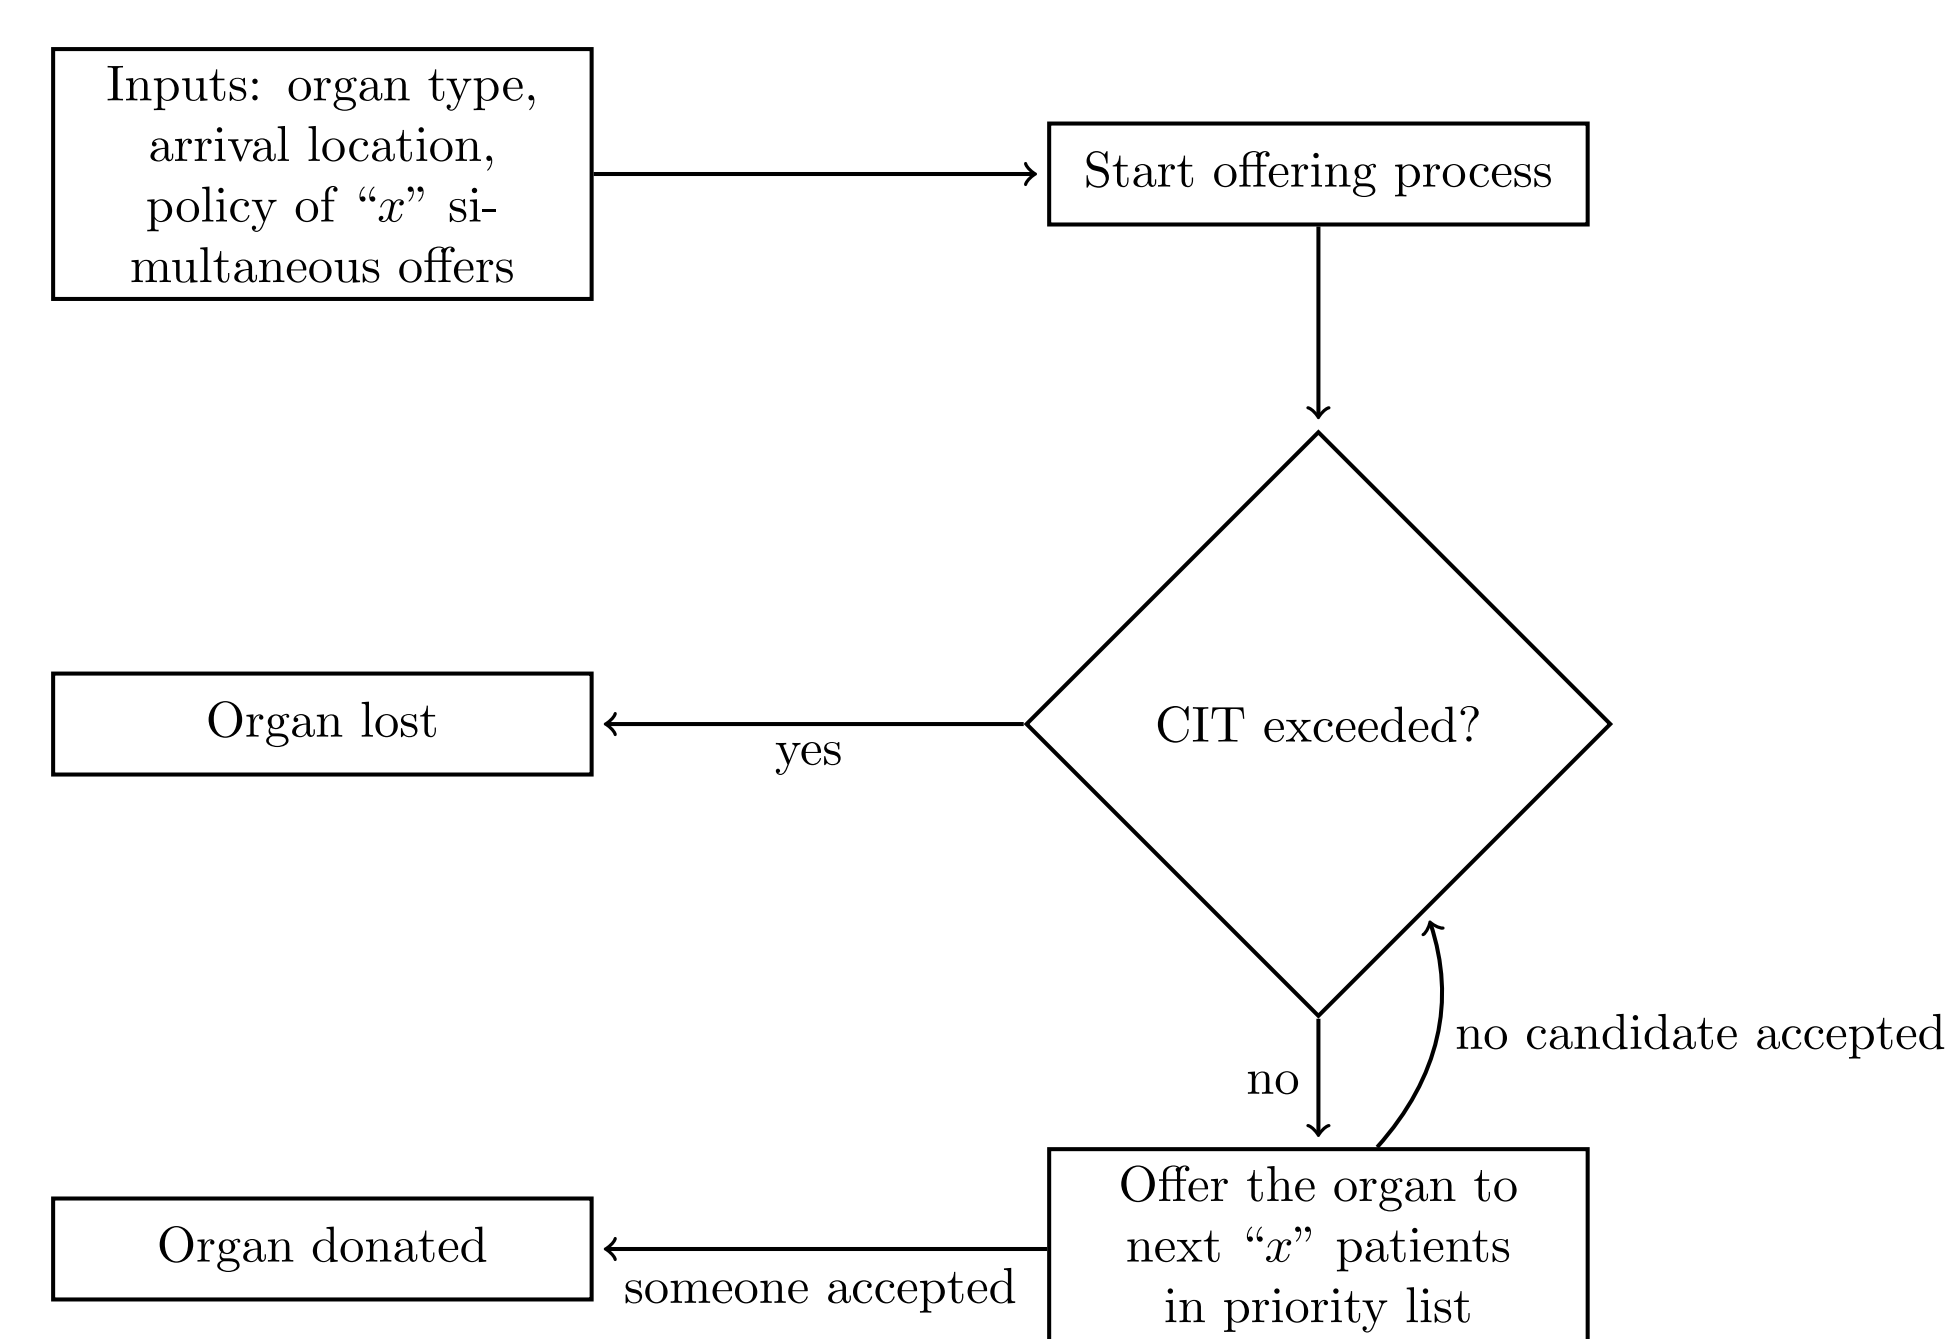 Inputs: organ type,
arrival location,
policy of “x” si-
multaneous offers
Start offering process
CIT exceeded?
Organ lost
yes
no candidate accepted
no
Offer the organ to
next “x” patients
in priority list
Organ donated
someone accepted